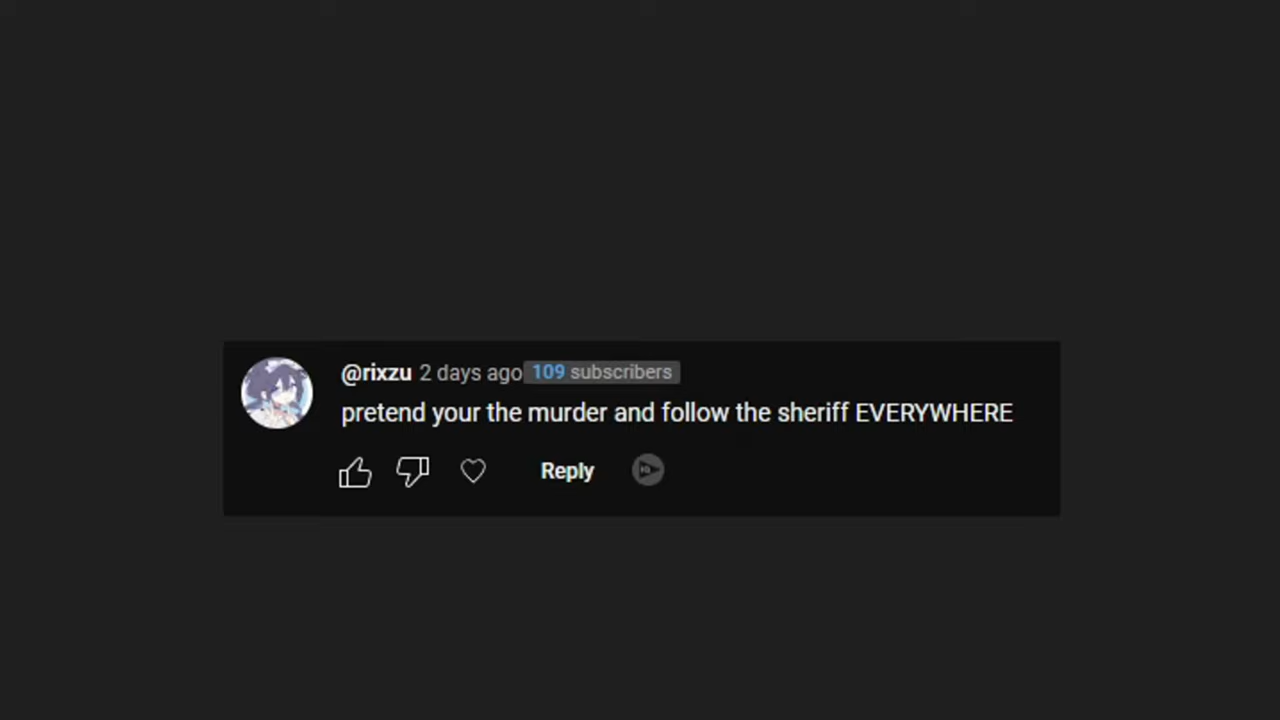 @rixzu 2 days ago 109 subscribers
pretend your the murder and follow the sheriff EVERYWHERE
Reply